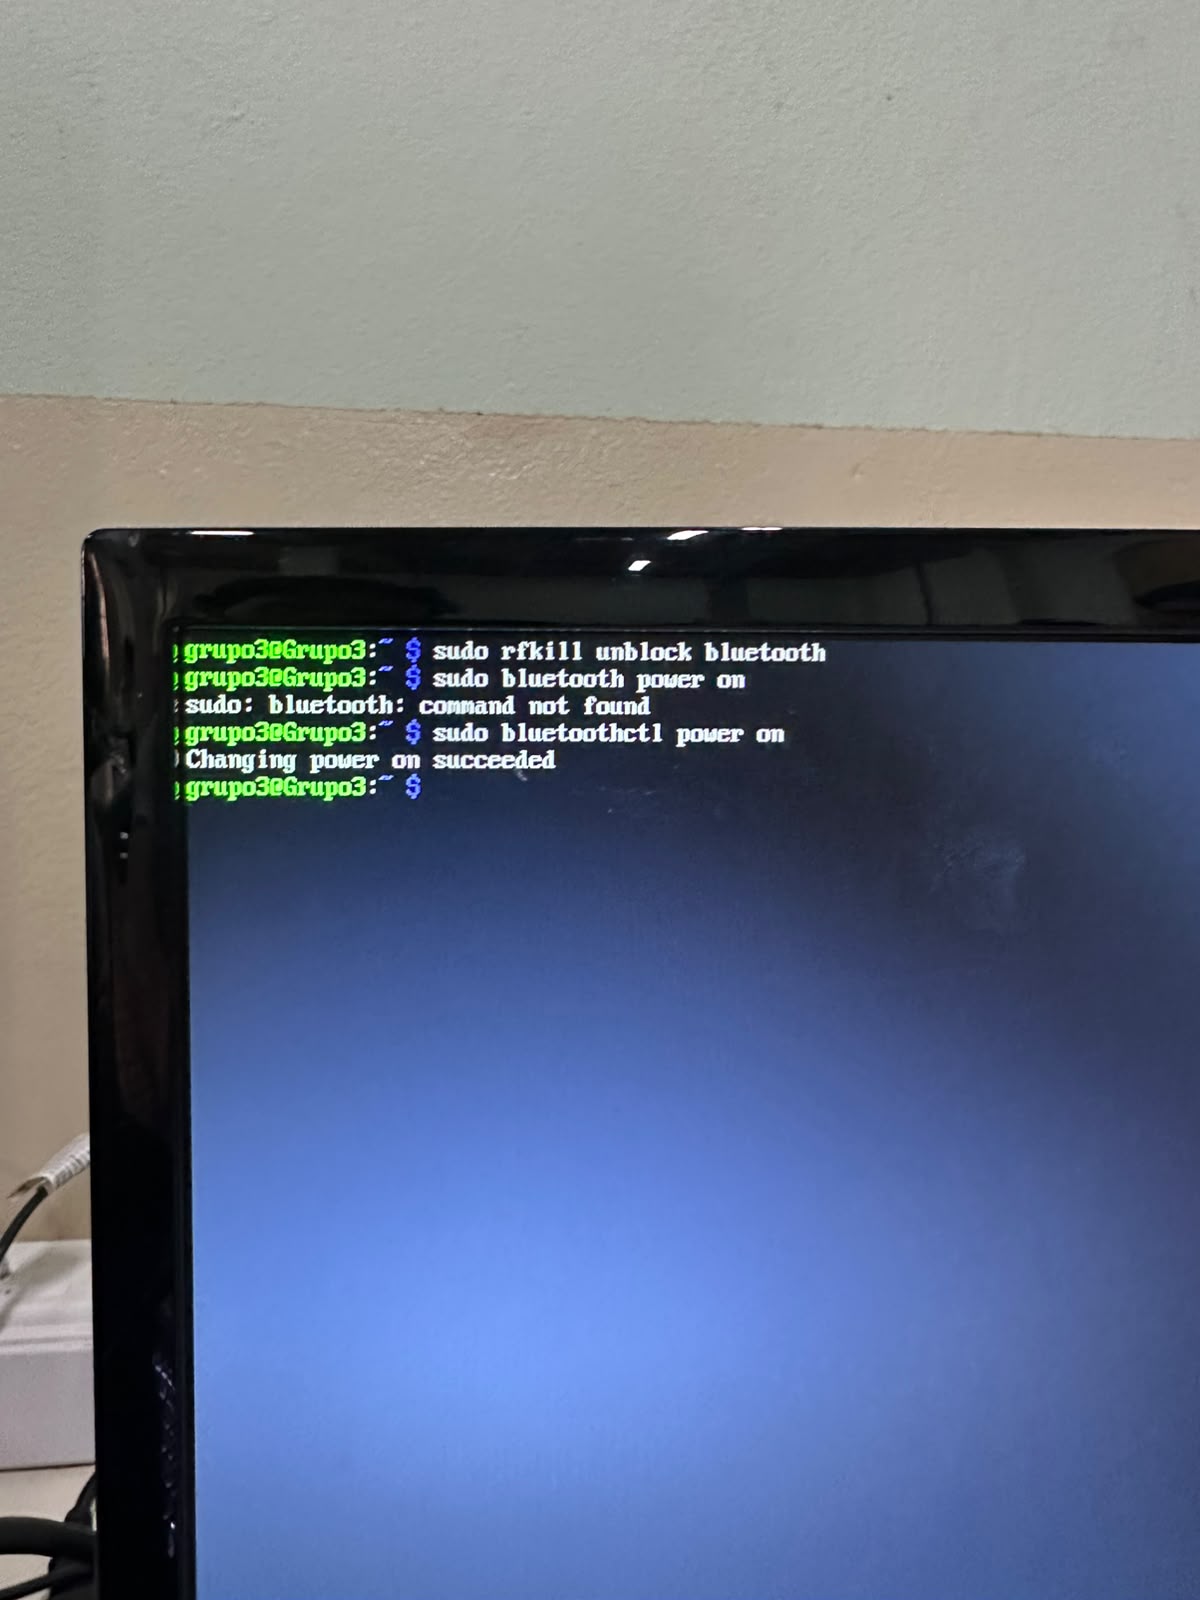 grupo3@Grupo3:~ $ sudo rfkill unblock bluetooth
grupo3@Grupo3:~ $ sudo bluetooth power on
sudo: bluetooth: command not found
grupo3@Grupo3:~ $ sudo bluetoothctl power on
Changing power on succeeded
grupo3@Grupo3:~ $